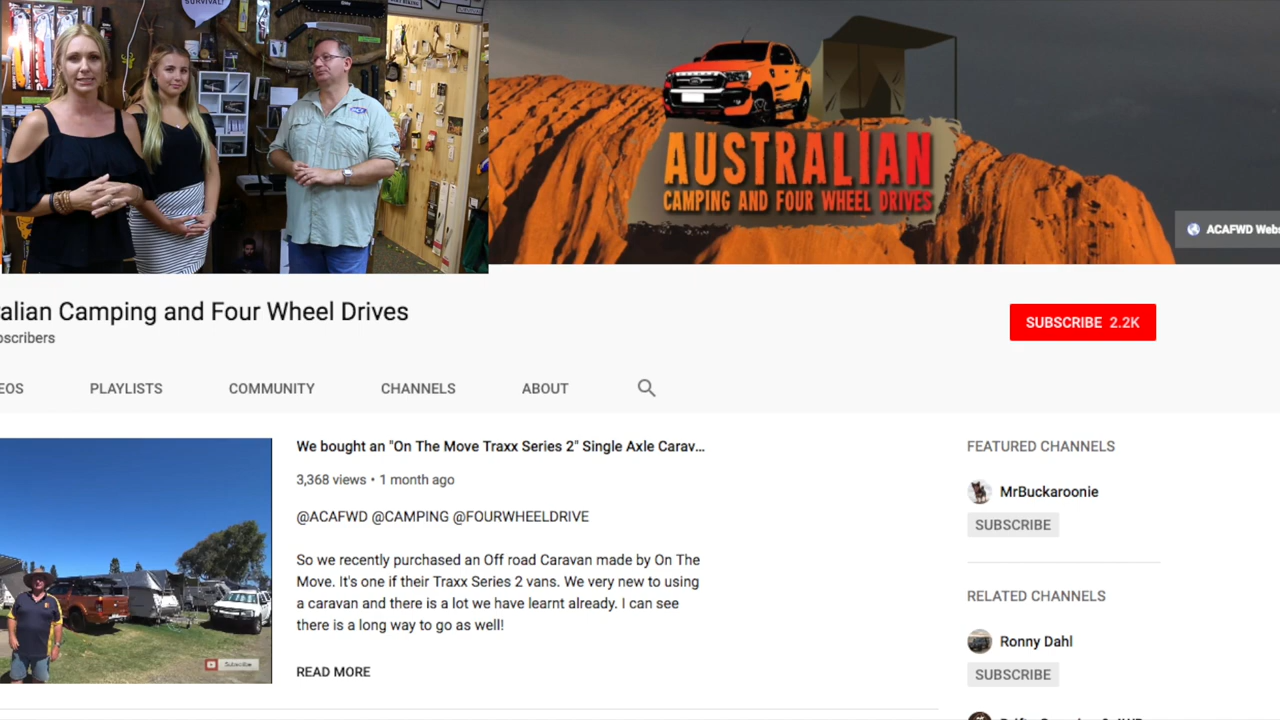 SURVIVAL!
AUSTRALIAN
CAMPING AND FOUR WHEEL DRIVES
ACAFWD Webs
ralian Camping and Four Wheel Drives
bscribers
SUBSCRIBE 2.2K
EOS
PLAYLISTS
COMMUNITY
CHANNELS
ABOUT
We bought an "On The Move Traxx Series 2" Single Axle Carav...
3,368 views • 1 month ago
@ACAFWD @CAMPING @FOURWHEELDRIVE
So we recently purchased an Off road Caravan made by On The
Move. It's one if their Traxx Series 2 vans. We very new to using
a caravan and there is a lot we have learnt already. I can see
there is a long way to go as well!
READ MORE
Subscribe
FEATURED CHANNELS
MrBuckaroonie
SUBSCRIBE
RELATED CHANNELS
Ronny Dahl
SUBSCRIBE